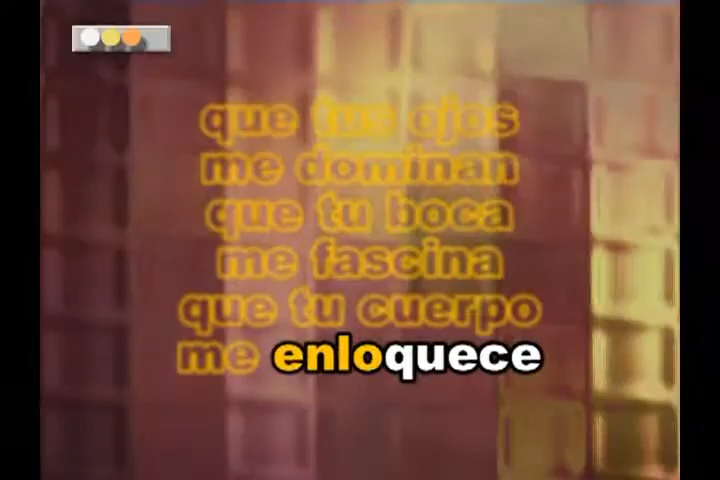 que tus ojos
me dominan
que tu boca
me fascina
que tu cuerpo
me enloquece